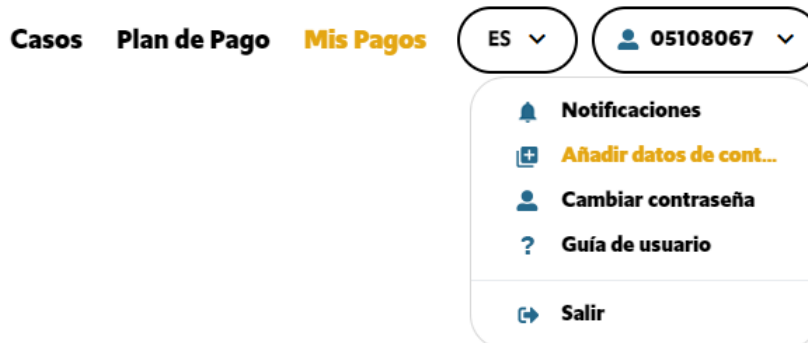 Casos Plan de Pago Mis Pagos ES 05108067
Notificaciones
Añadir datos de cont...
Cambiar contraseña
? Guía de usuario
Salir